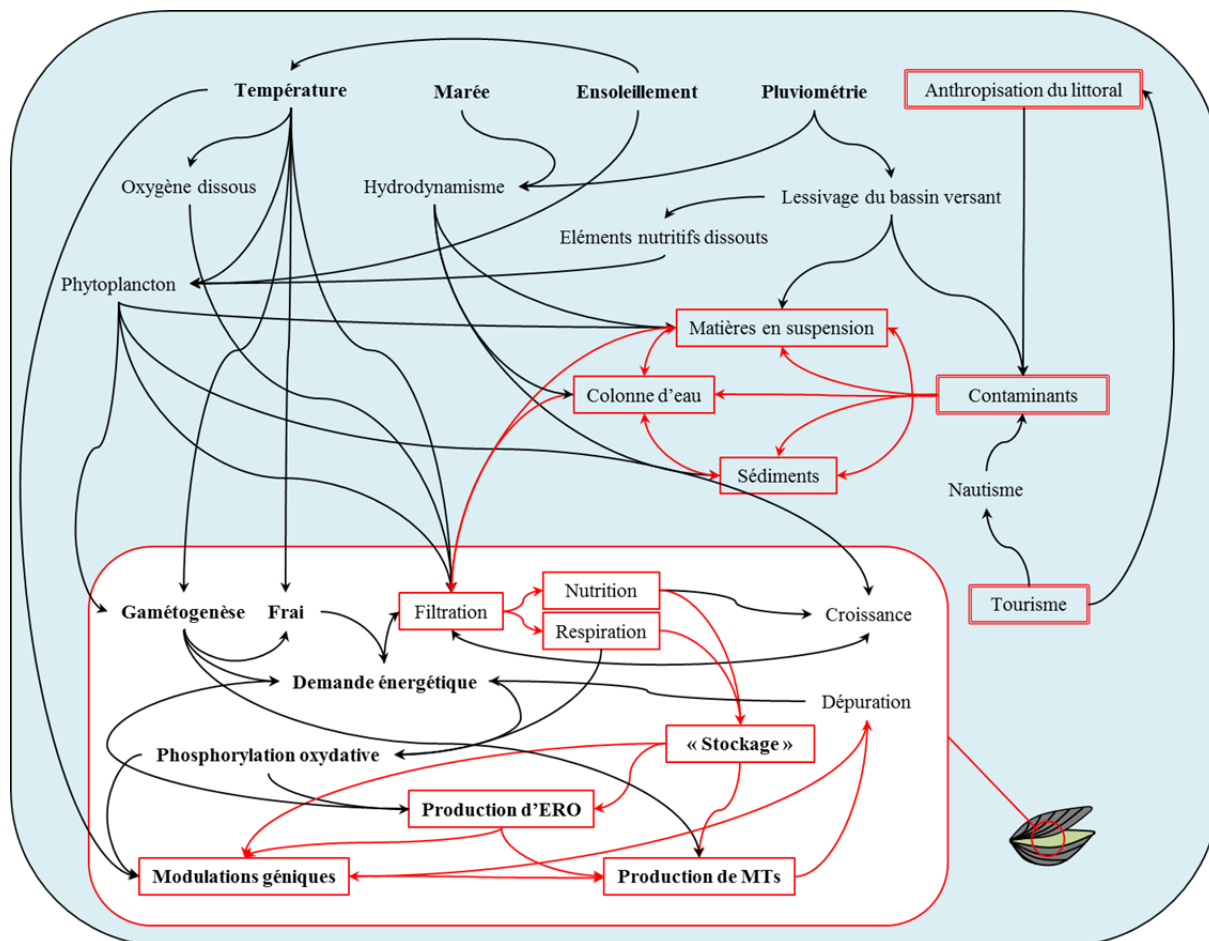 Température
Marée
Ensoleillement
Pluviométrie
Anthropisation du littoral
Oxygène dissous
Hydrodynamisme
Lessivage du bassin versant
Eléments nutritifs dissouts
Phytoplancton
Matières en suspension
Colonne d’eau
Contaminants
Sédiments
Nautisme
Tourisme
Gamétogenèse
Frai
Filtration
Nutrition
Respiration
Croissance
Demande énergétique
Dépuration
Phosphorylation oxydative
« Stockage »
Production d’ERO
Modulations géniques
Production de MTs